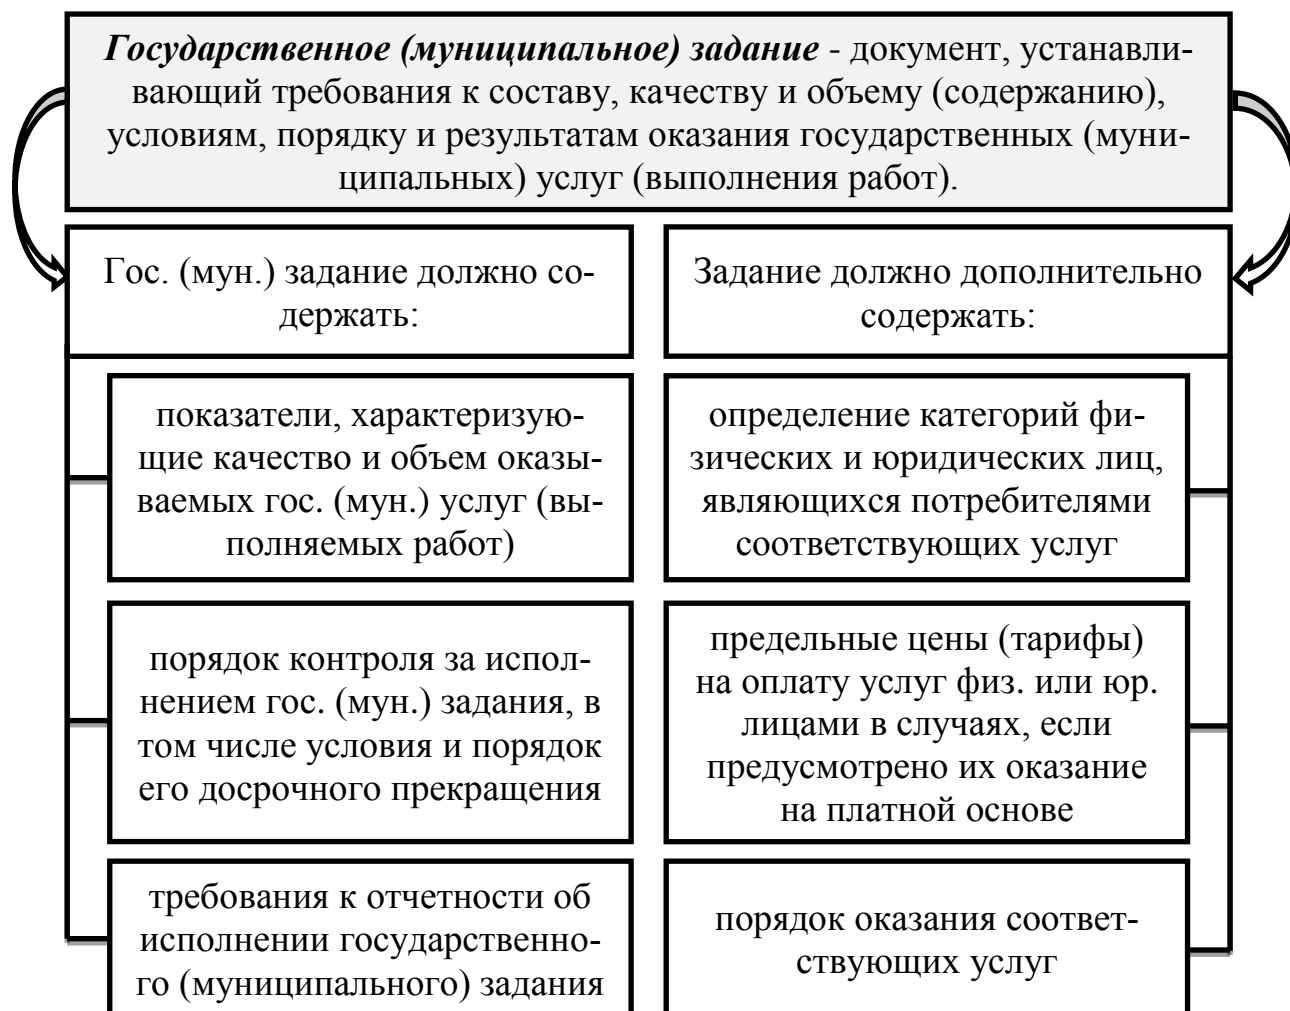 Государственное (муниципальное) задание - документ, устанавли-
вающий требования к составу, качеству и объему (содержанию),
условиям, порядку и результатам оказания государственных (муни-
ципальных) услуг (выполнения работ).
Гос. (мун.) задание должно со-
держать:
показатели, характеризую-
щие качество и объем оказы-
ваемых гос. (мун.) услуг (вы-
полняемых работ)
порядок контроля за испол-
нением гос. (мун.) задания, в
том числе условия и порядок
его досрочного прекращения
требования к отчетности об
исполнении государственно-
го (муниципального) задания
Задание должно дополнительно
содержать:
определение категорий фи-
зических и юридических лиц,
являющихся потребителями
соответствующих услуг
предельные цены (тарифы)
на оплату услуг физ. или юр.
лицами в случаях, если
предусмотрено их оказание
на платной основе
порядок оказания соответ-
ствующих услуг